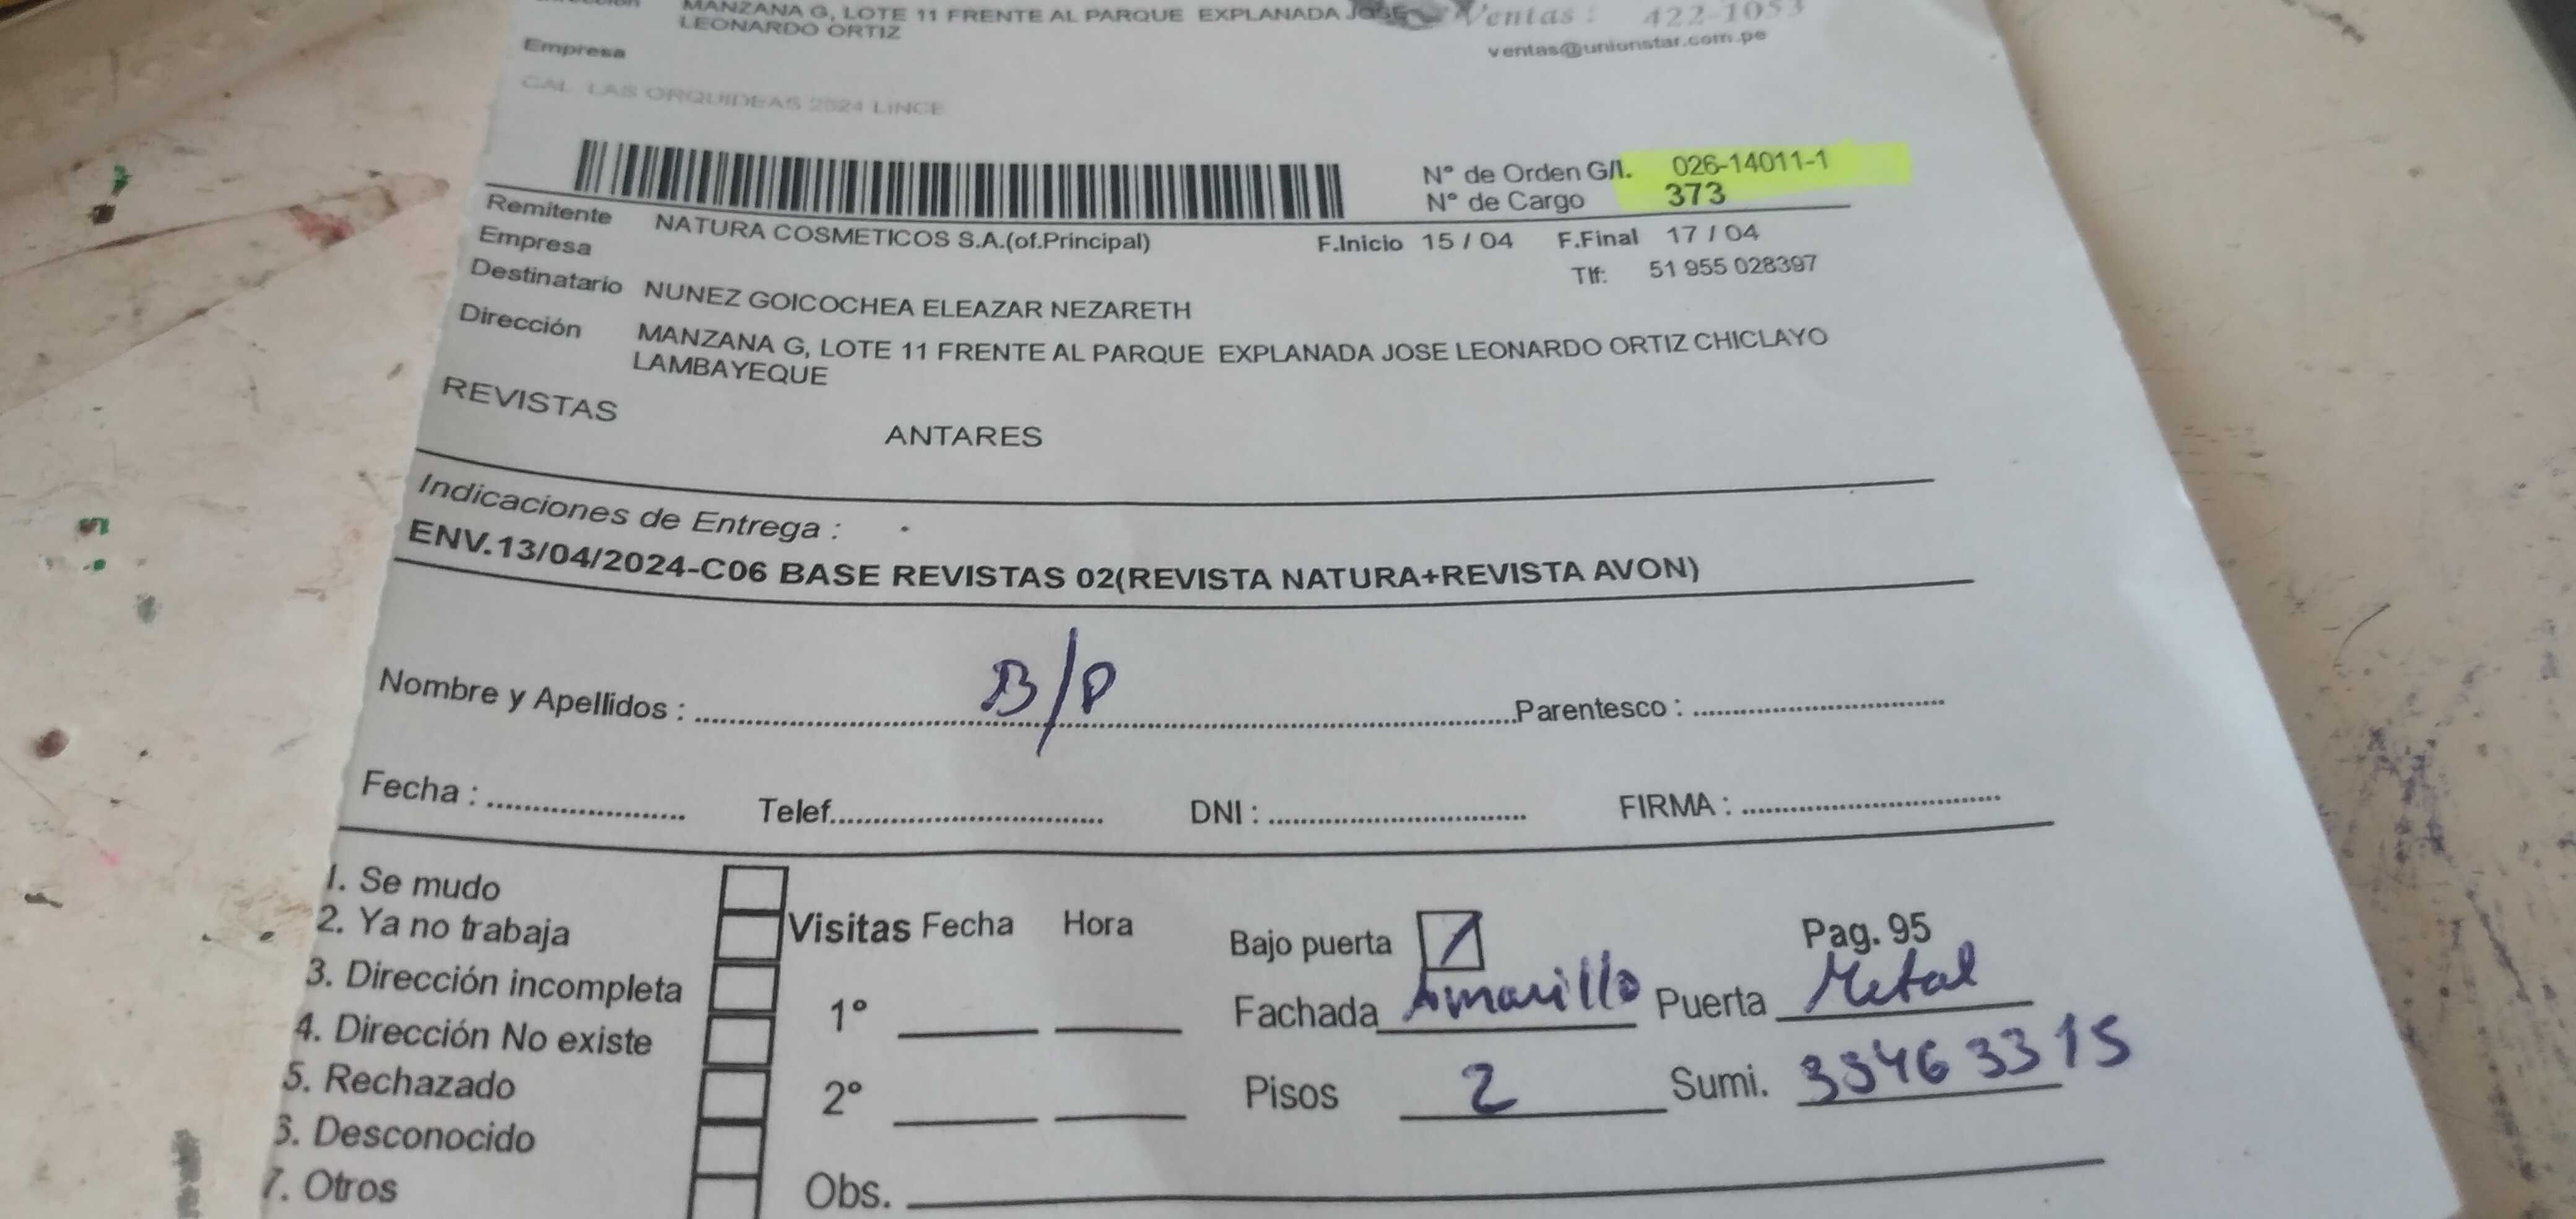 MANZANA G, LOTE 11 FRENTE AL PARQUE EXPLANADA JOSE
LEONARDO ORTIZ
Ventas: 422-1053
ventas@unionstar.com.pe
Empresa
CAL LAS ORQUIDEAS 2824 LINCE
N° de Orden G/I. 026-14011-1
N° de Cargo 373
Remitente NATURA COSMETICOS S.A.(of.Principal)
F.Inicio 15 / 04 F.Final 17 / 04
Empresa
Tlf: 51 955 028397
Destinatario NUNEZ GOICOCHEA ELEAZAR NEZARETH
Dirección MANZANA G, LOTE 11 FRENTE AL PARQUE EXPLANADA JOSE LEONARDO ORTIZ CHICLAYO
LAMBAYEQUE
REVISTAS
ANTARES
Indicaciones de Entrega : .
ENV.13/04/2024-C06 BASE REVISTAS 02(REVISTA NATURA+REVISTA AVON)
Nombre y Apellidos : B/P Parentesco :
Fecha : Telef. DNI : FIRMA :
1. Se mudo
2. Ya no trabaja
3. Dirección incompleta
4. Dirección No existe
5. Rechazado
6. Desconocido
7. Otros
Visitas Fecha Hora
1°
2°
Obs.
Bajo puerta Pag. 95
Fachada Amarillo Puerta Metal
Pisos 2 Sumi. 33463315